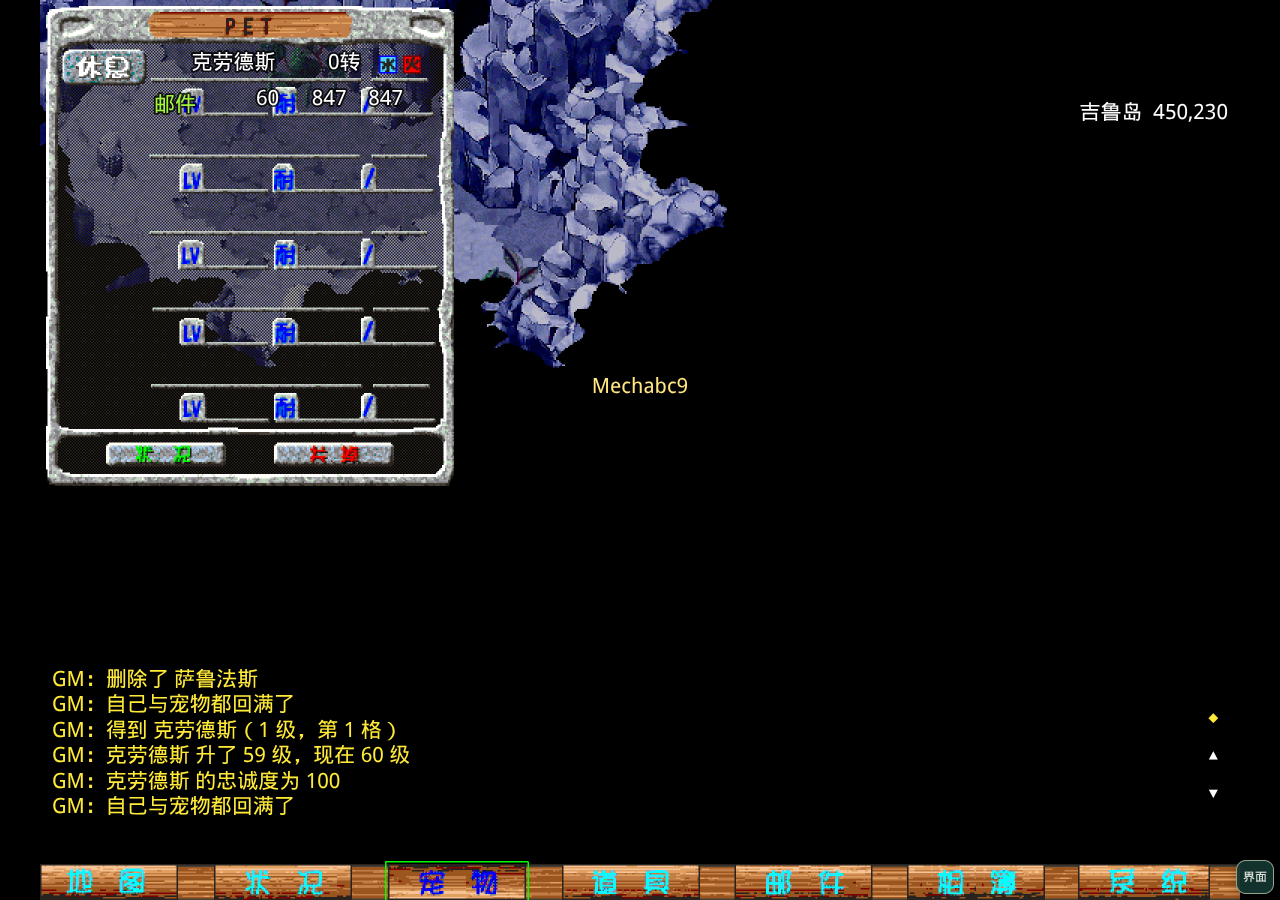 PET
休息
克劳德斯 0转 水 火
邮件 60 耐 847 / 847
LV 耐 /
LV 耐 /
LV 耐 /
LV 耐 /
状况
吉鲁岛 450,230
Mechabc9
GM：删除了 萨鲁法斯
GM：自己与宠物都回满了
GM：得到 克劳德斯（1 级，第 1 格）
GM：克劳德斯 升了 59 级，现在 60 级
GM：克劳德斯 的忠诚度为 100
GM：自己与宠物都回满了
地图 状况 宠物 道具 邮件 相簿 系统
界面